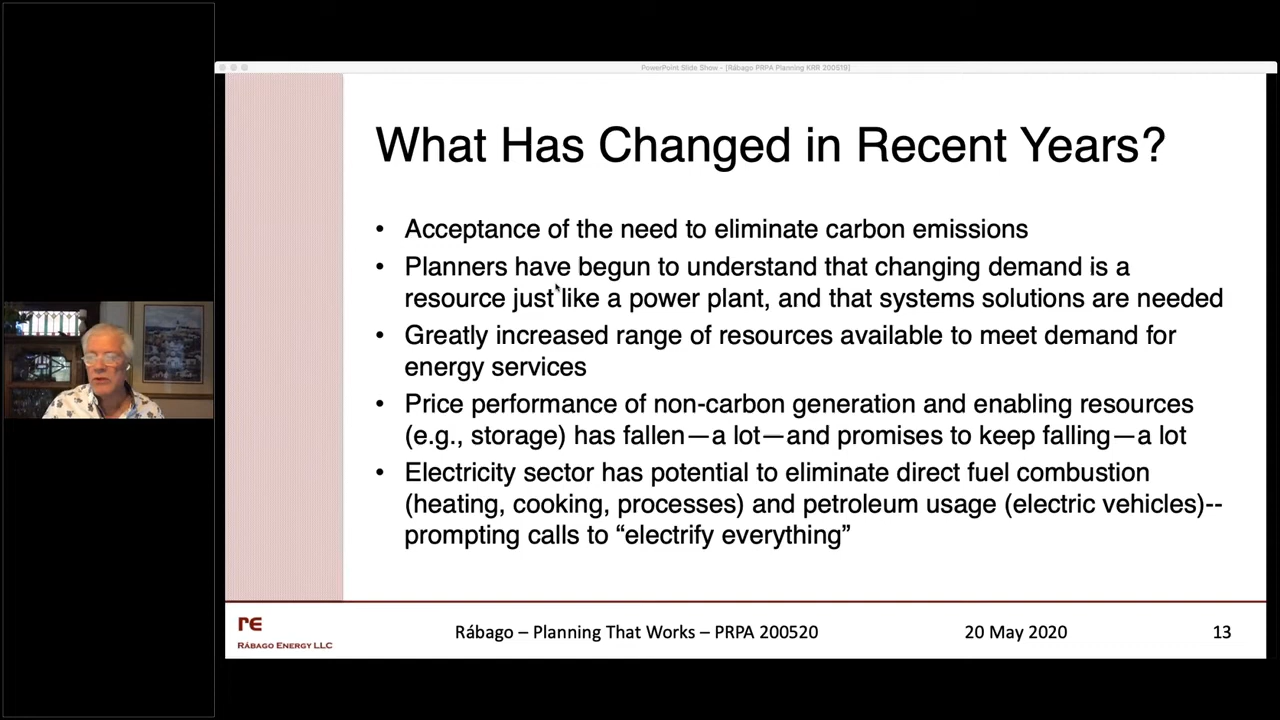 PowerPoint Slide Show - [Rábago PRPA Planning KRR 200519]
What Has Changed in Recent Years?
• Acceptance of the need to eliminate carbon emissions
• Planners have begun to understand that changing demand is a
resource just like a power plant, and that systems solutions are needed
• Greatly increased range of resources available to meet demand for
energy services
• Price performance of non-carbon generation and enabling resources
(e.g., storage) has fallen—a lot—and promises to keep falling—a lot
• Electricity sector has potential to eliminate direct fuel combustion
(heating, cooking, processes) and petroleum usage (electric vehicles)--
prompting calls to “electrify everything”
re
RÁBAGO ENERGY LLC
Rábago – Planning That Works – PRPA 200520
20 May 2020
13